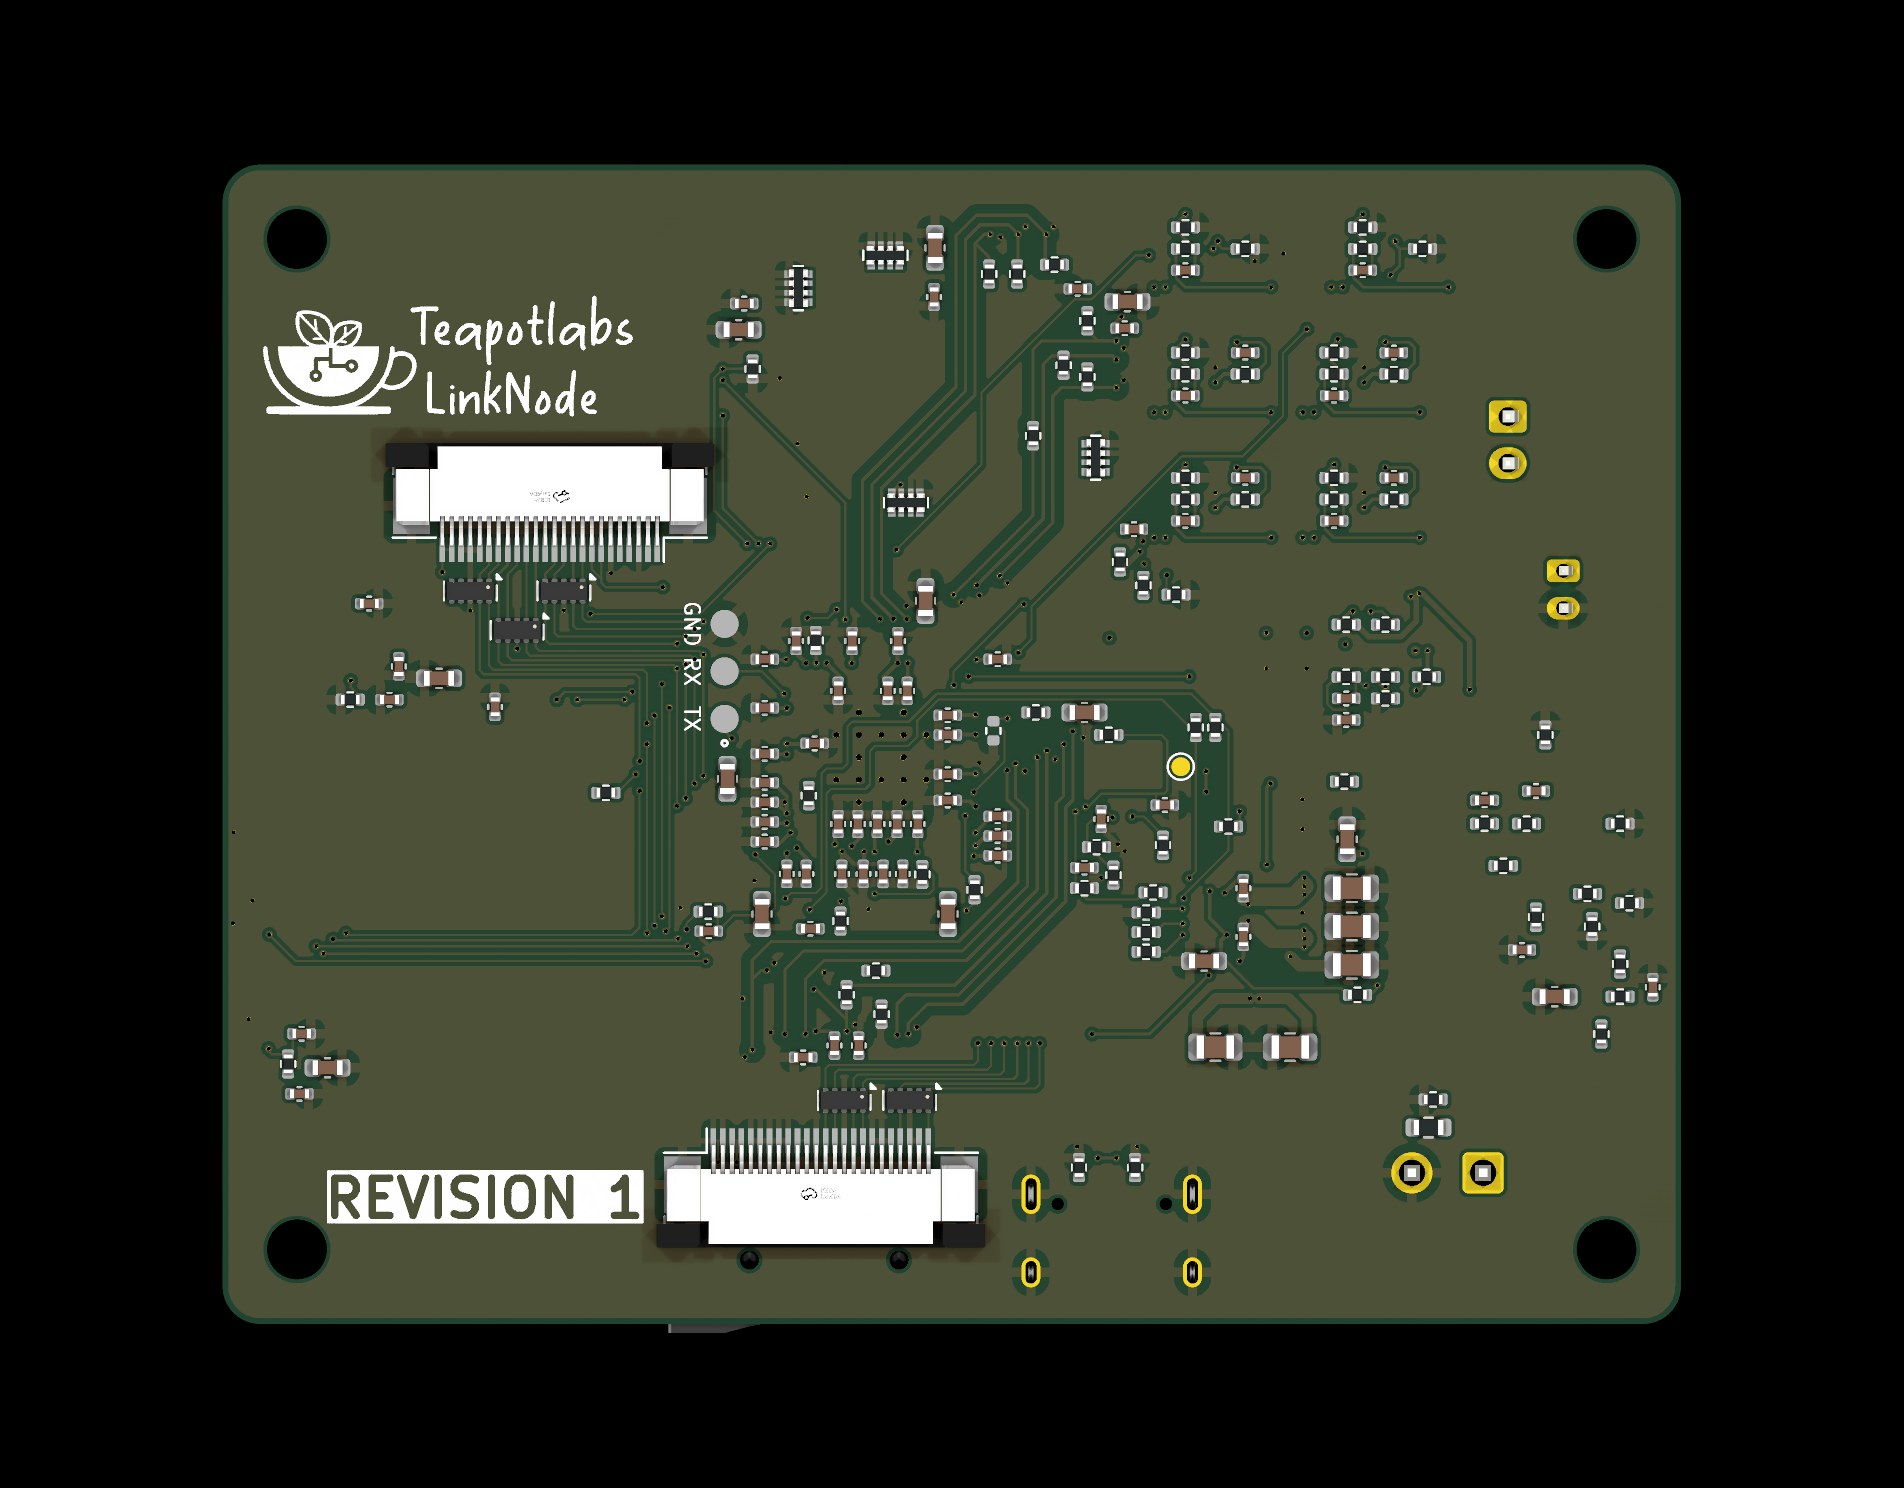 Teapotlabs
LinkNode
GND
RX
TX
REVISION 1